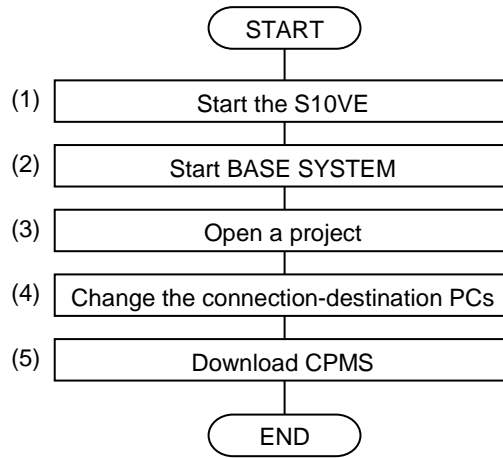 START
(1) Start the S10VE
(2) Start BASE SYSTEM
(3) Open a project
(4) Change the connection-destination PCs
(5) Download CPMS
END